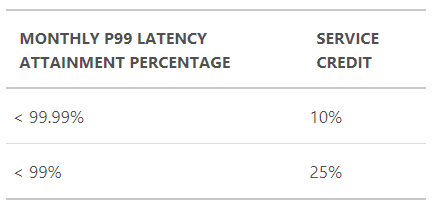 MONTHLY P99 LATENCY SERVICE
ATTAINMENT PERCENTAGE CREDIT
< 99.99% 10%
< 99% 25%